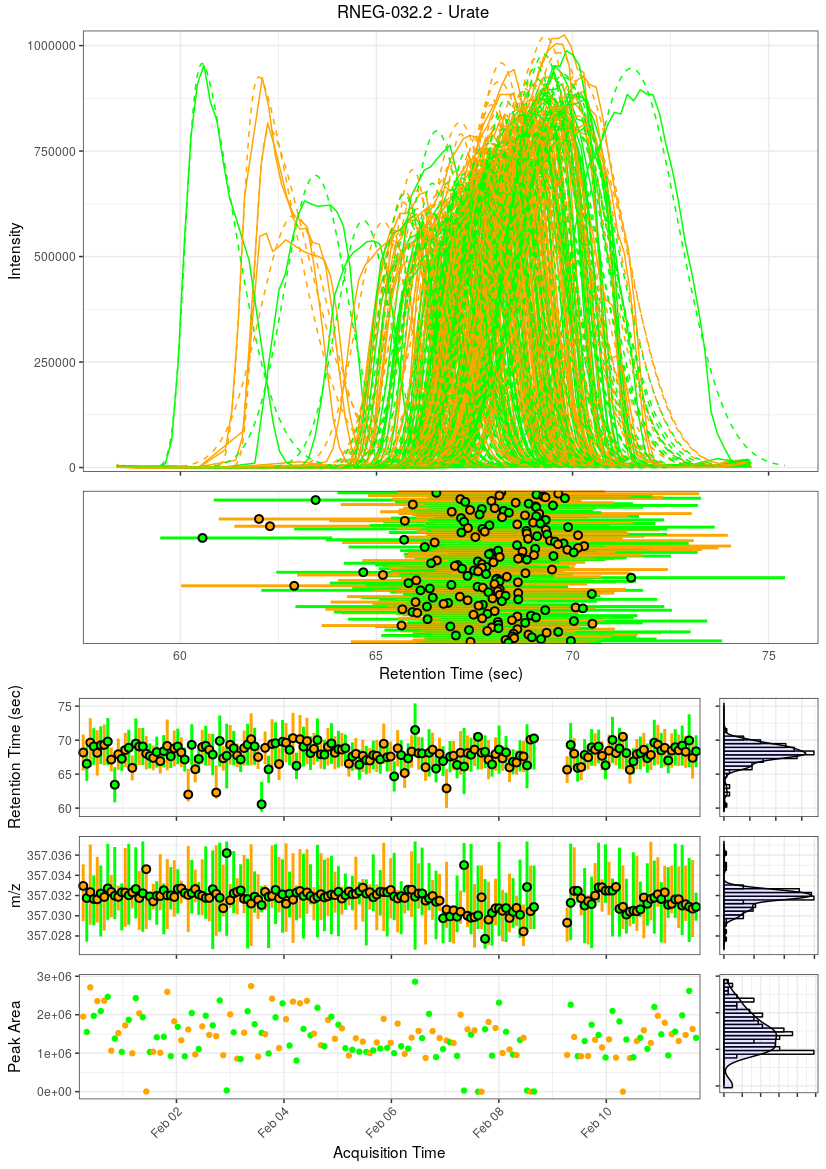 RNEG-032.2 - Urate
1000000
750000
500000
250000
0
Intensity
60 65 70 75
Retention Time (sec)
75
70
65
60
Retention Time (sec)
357.036
357.034
357.032
357.030
357.028
m/z
3e+06
2e+06
1e+06
0e+00
Peak Area
Feb 02 Feb 04 Feb 06 Feb 08 Feb 10
Acquisition Time